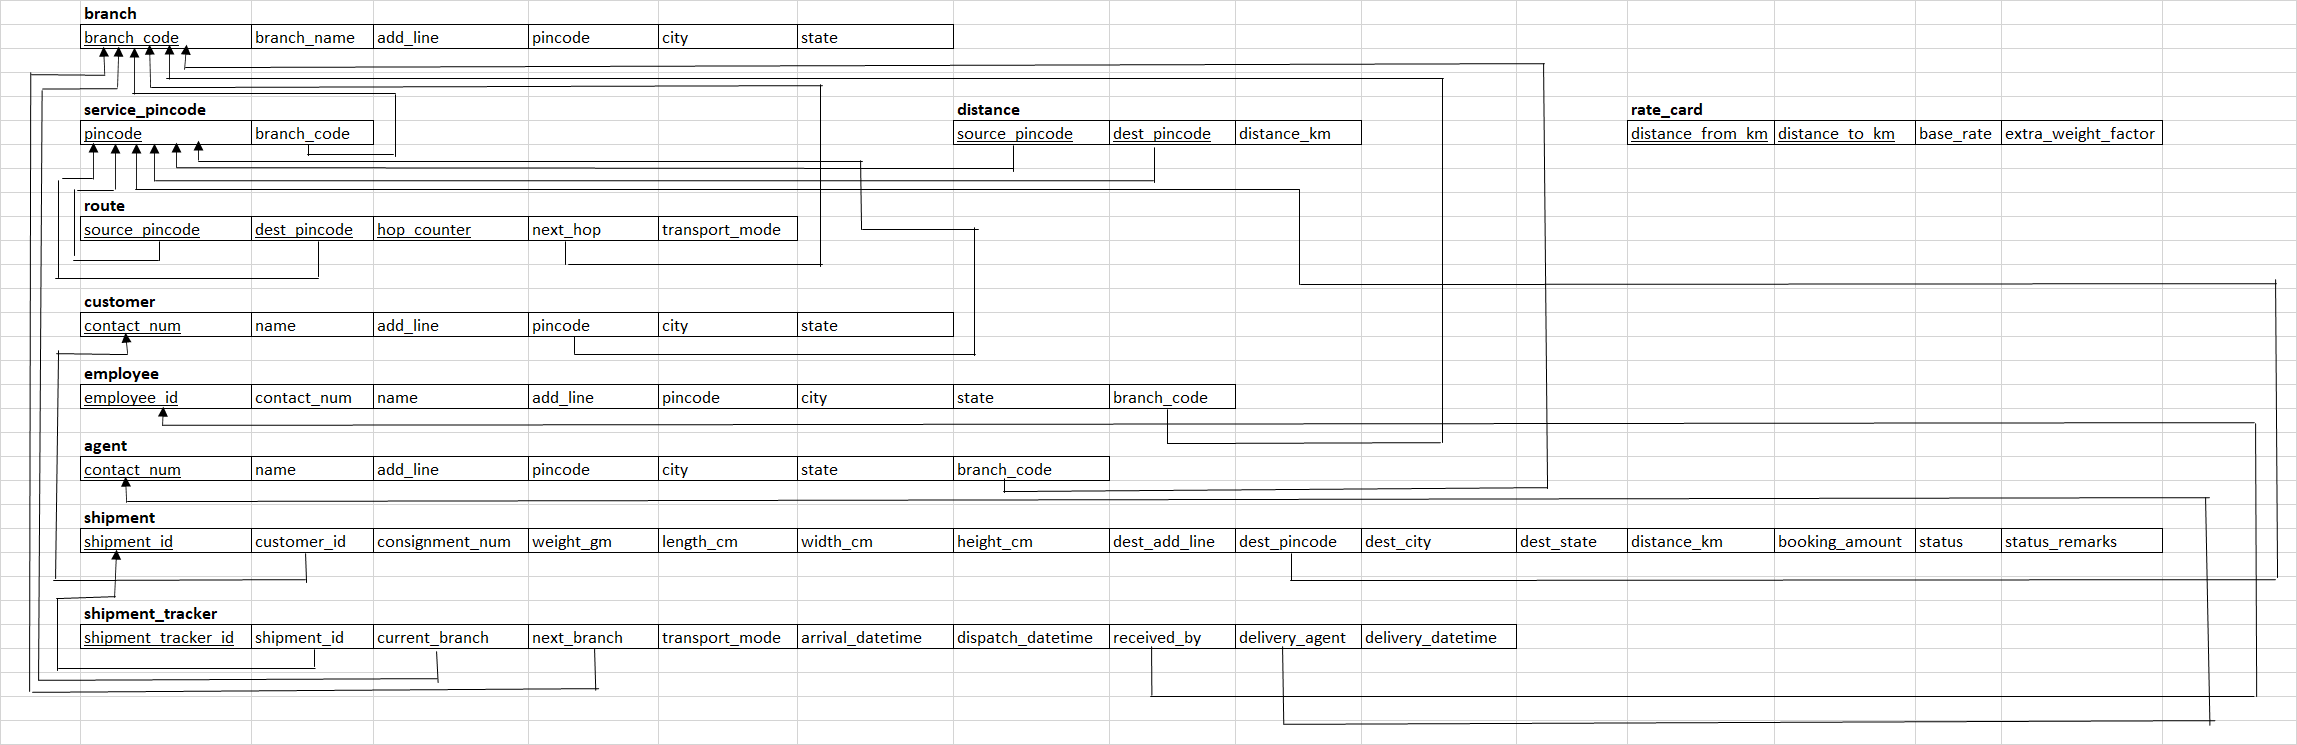 branch
branch_code branch_name add_line pincode city state
service_pincode distance rate_card
pincode branch_code source_pincode dest_pincode distance_km distance_from_km distance_to_km base_rate extra_weight_factor
route
source_pincode dest_pincode hop_counter next_hop transport_mode
customer
contact_num name add_line pincode city state
employee
employee_id contact_num name add_line pincode city state branch_code
agent
contact_num name add_line pincode city state branch_code
shipment
shipment_id customer_id consignment_num weight_gm length_cm width_cm height_cm dest_add_line dest_pincode dest_city dest_state distance_km booking_amount status status_remarks
shipment_tracker
shipment_tracker_id shipment_id current_branch next_branch transport_mode arrival_datetime dispatch_datetime received_by delivery_agent delivery_datetime